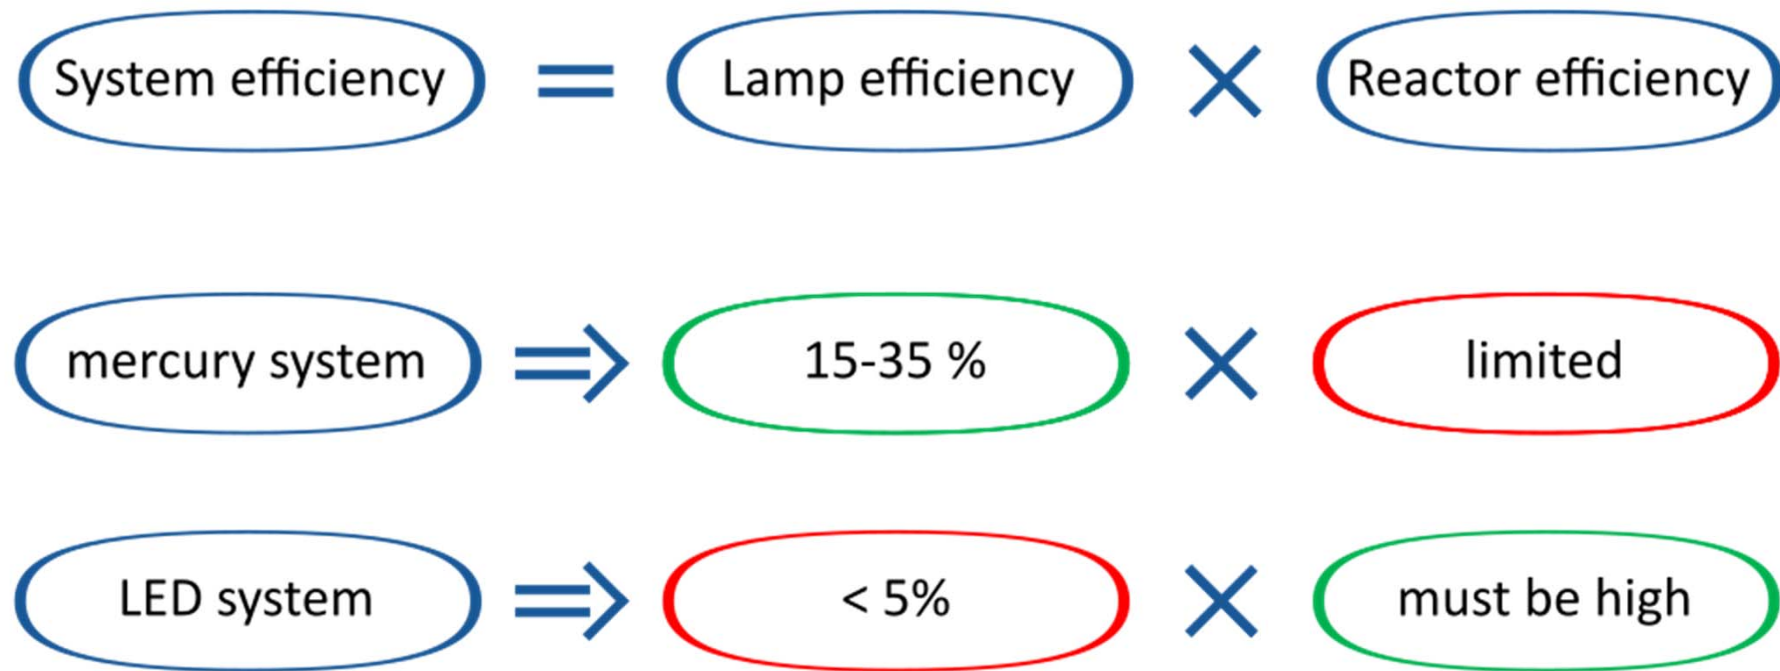 System efficiency = Lamp efficiency × Reactor efficiency
mercury system ⇒ 15-35 % × limited
LED system ⇒ < 5% × must be high